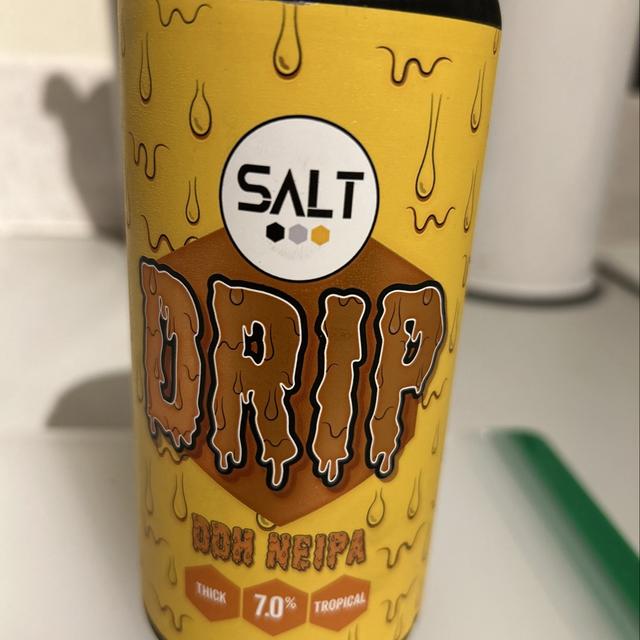 SALT
DRIP
DDH NEIPA
THICK 7.0% TROPICAL